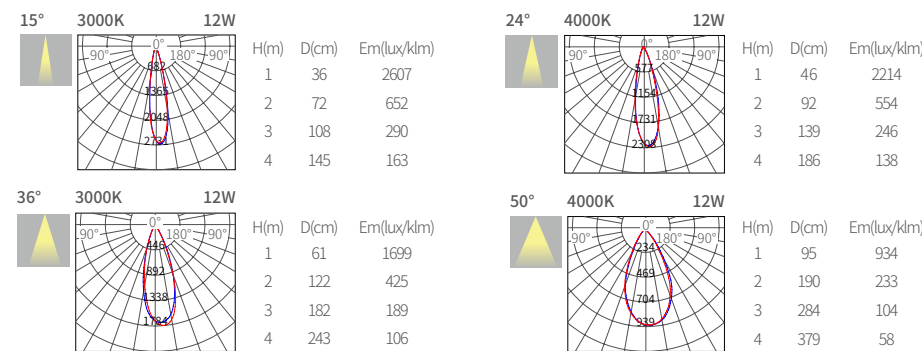 15° 3000K 12W
0°
90° 180° 90°
682
1365
2048
2731
H(m) D(cm) Em(lux/klm)
1 36 2607
2 72 652
3 108 290
4 145 163
24° 4000K 12W
0°
90° 180° 90°
577
1154
1731
2308
H(m) D(cm) Em(lux/klm)
1 46 2214
2 92 554
3 139 246
4 186 138
36° 3000K 12W
0°
90° 180° 90°
446
892
1338
1784
H(m) D(cm) Em(lux/klm)
1 61 1699
2 122 425
3 182 189
4 243 106
50° 4000K 12W
0°
90° 180° 90°
234
469
704
939
H(m) D(cm) Em(lux/klm)
1 95 934
2 190 233
3 284 104
4 379 58